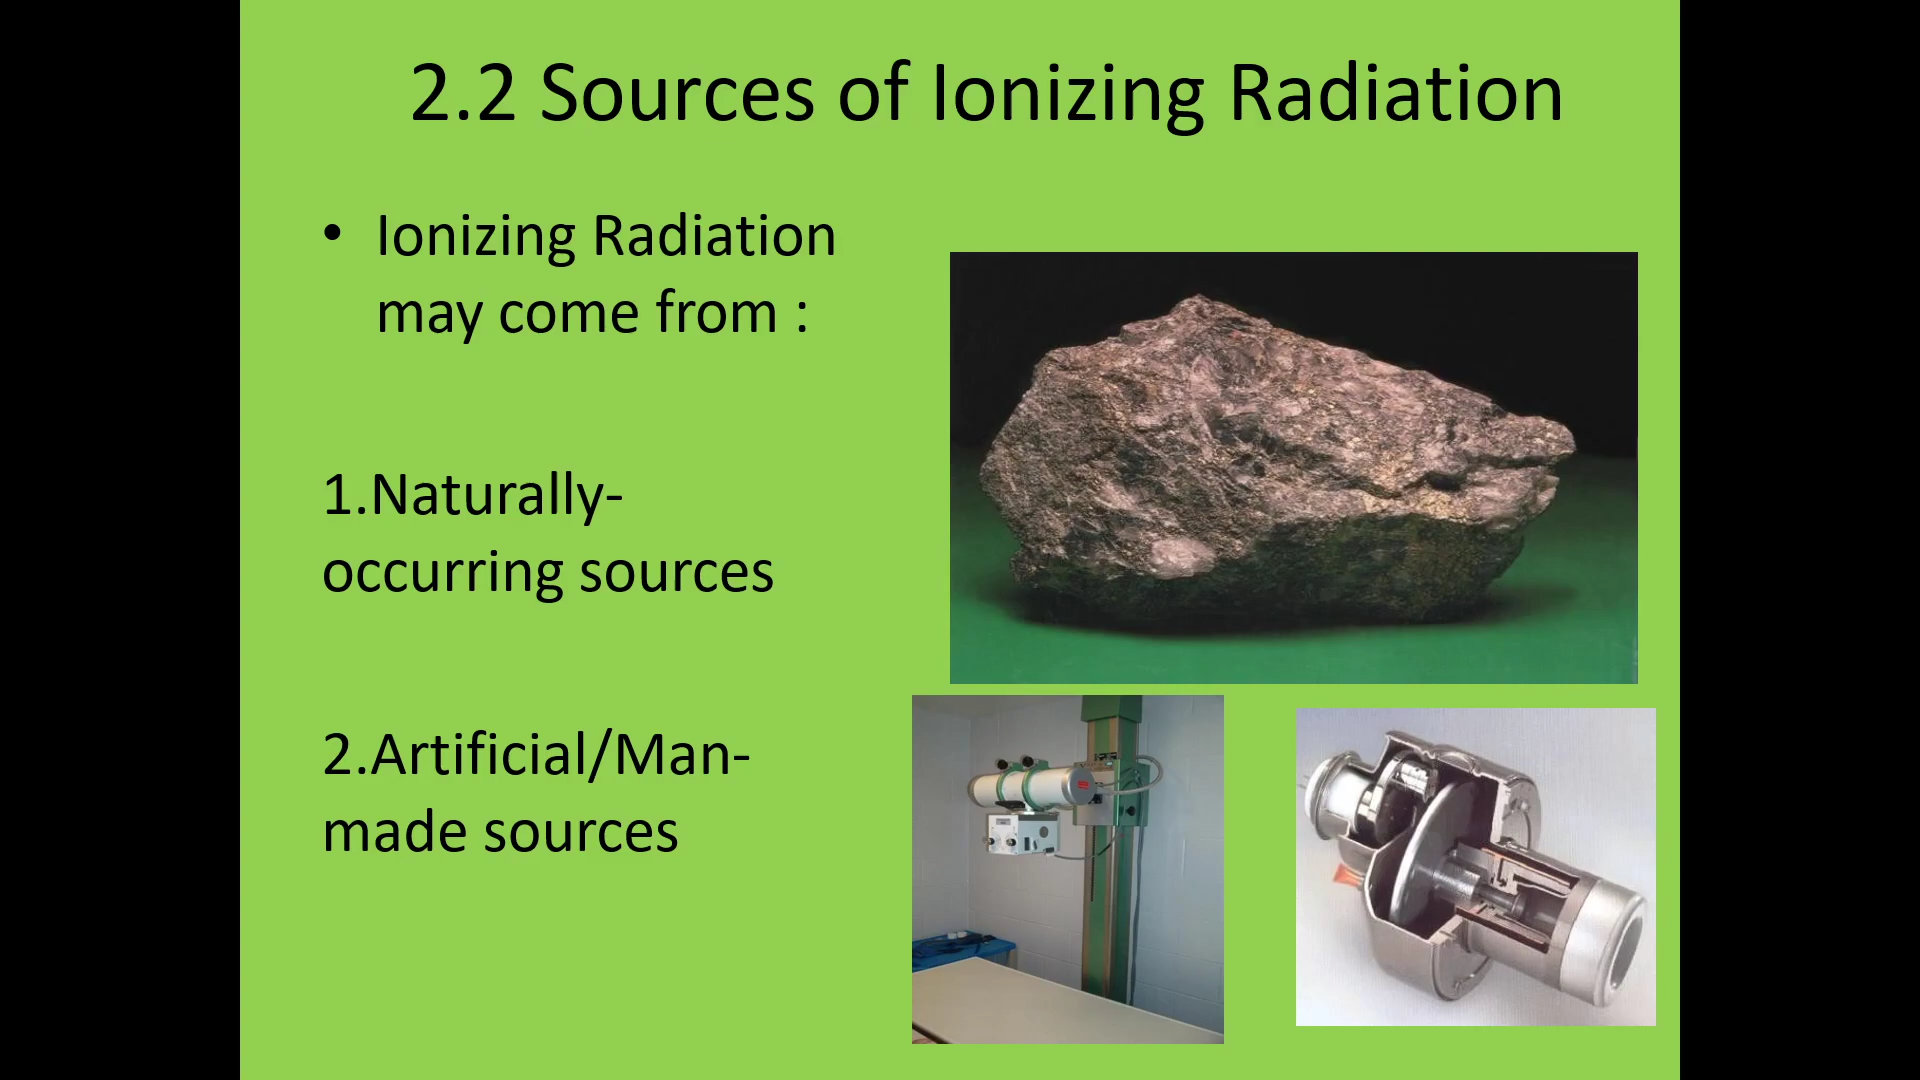 2.2 Sources of Ionizing Radiation
• Ionizing Radiation
may come from :
1.Naturally-
occurring sources
2.Artificial/Man-
made sources